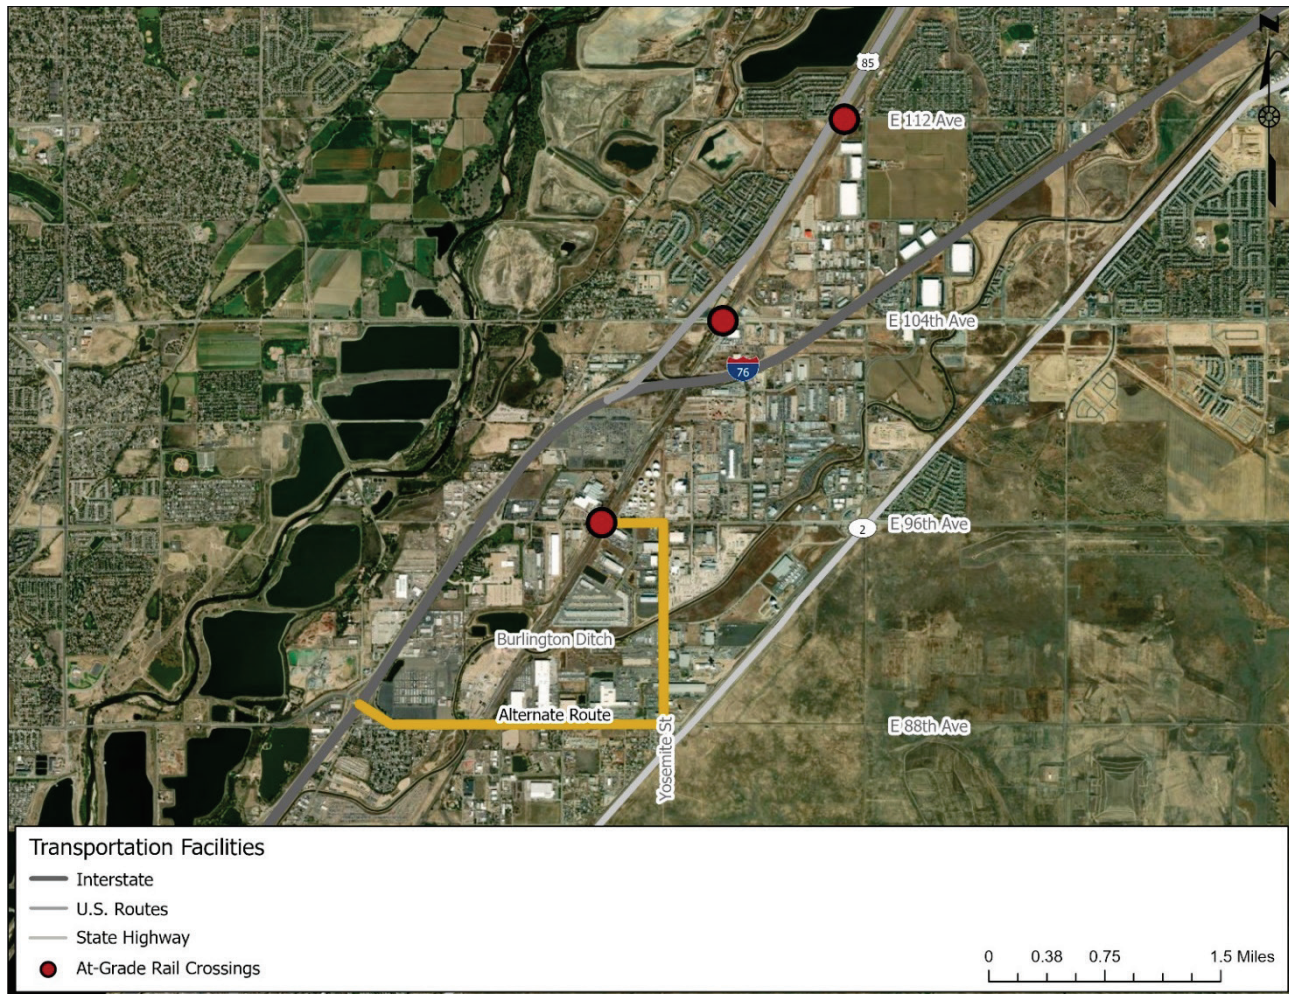 N
85
E 112 Ave
E 104th Ave
76
E 96th Ave
2
Burlington Ditch
Alternate Route
E 88th Ave
Yosemite St
Transportation Facilities
Interstate
U.S. Routes
State Highway
At-Grade Rail Crossings
0 0.38 0.75 1.5 Miles